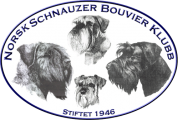 NORSK SCHNAUZER BOUVIER KLUBB
STIFTET 1946